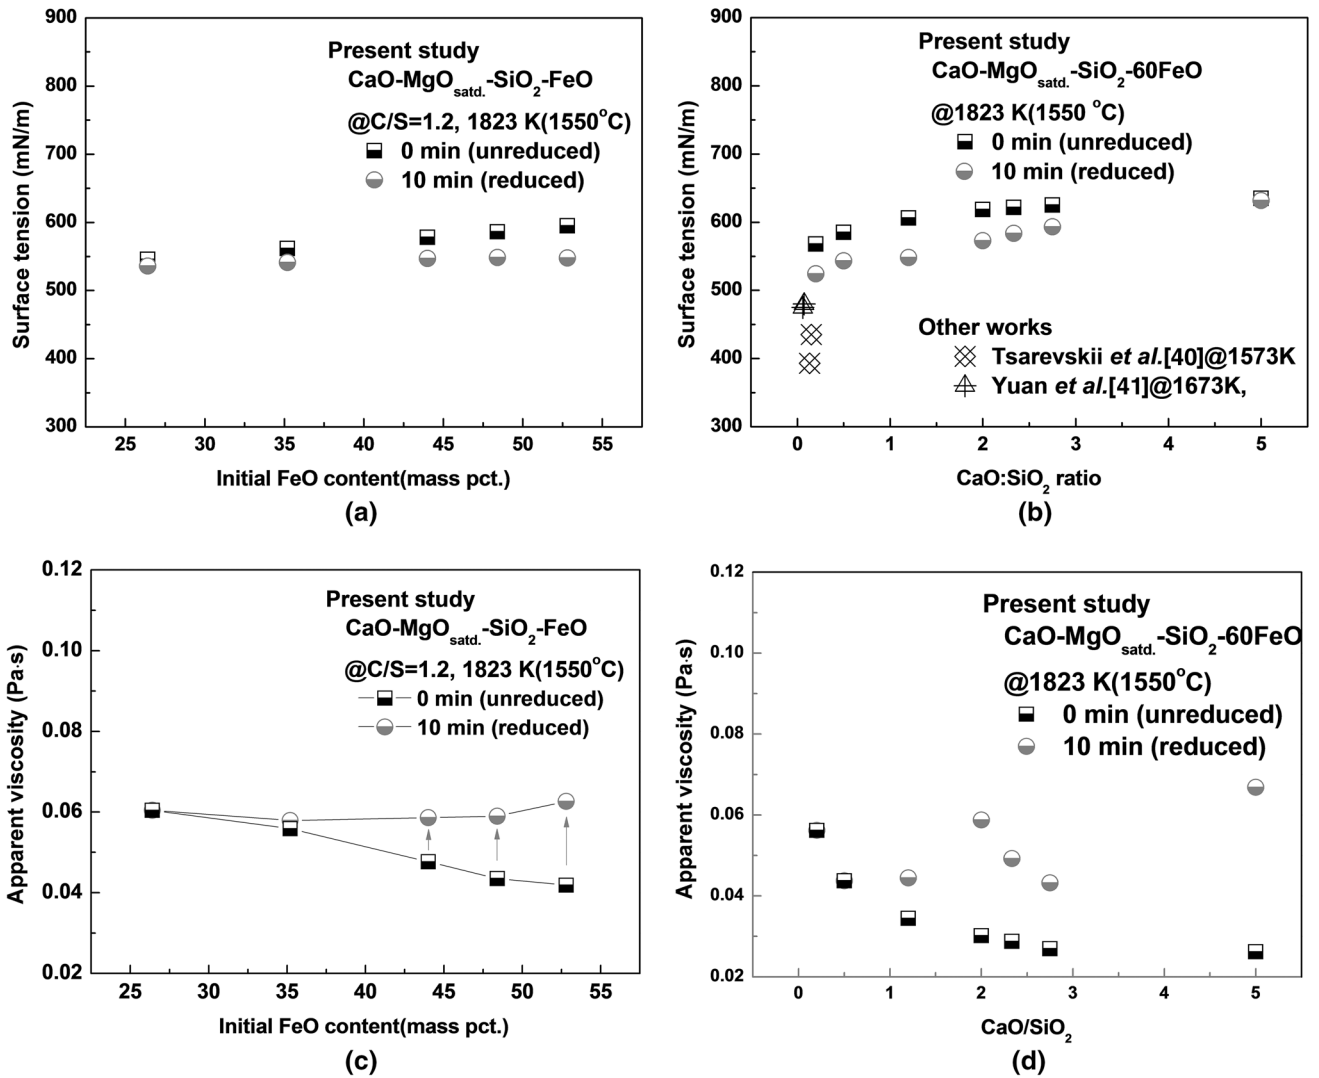 900
800
700
600
500
400
300
Surface tension (mN/m)
Present study
CaO-MgOsatd.-SiO2-FeO
@C/S=1.2, 1823 K(1550oC)
0 min (unreduced)
10 min (reduced)
25 30 35 40 45 50 55
Initial FeO content(mass pct.)
(a)
900
800
700
600
500
400
300
Surface tension (mN/m)
Present study
CaO-MgOsatd.-SiO2-60FeO
@1823 K(1550 oC)
0 min (unreduced)
10 min (reduced)
Other works
Tsarevskii et al.[40]@1573K
Yuan et al.[41]@1673K,
0 1 2 3 4 5
CaO:SiO2 ratio
(b)
0.12
0.10
0.08
0.06
0.04
0.02
Apparent viscosity (Pa·s)
Present study
CaO-MgOsatd.-SiO2-FeO
@C/S=1.2, 1823 K(1550oC)
0 min (unreduced)
10 min (reduced)
25 30 35 40 45 50 55
Initial FeO content(mass pct.)
(c)
0.12
0.10
0.08
0.06
0.04
0.02
Apparent viscosity (Pa·s)
Present study
CaO-MgOsatd.-SiO2-60FeO
@1823 K(1550oC)
0 min (unreduced)
10 min (reduced)
0 1 2 3 4 5
CaO/SiO2
(d)